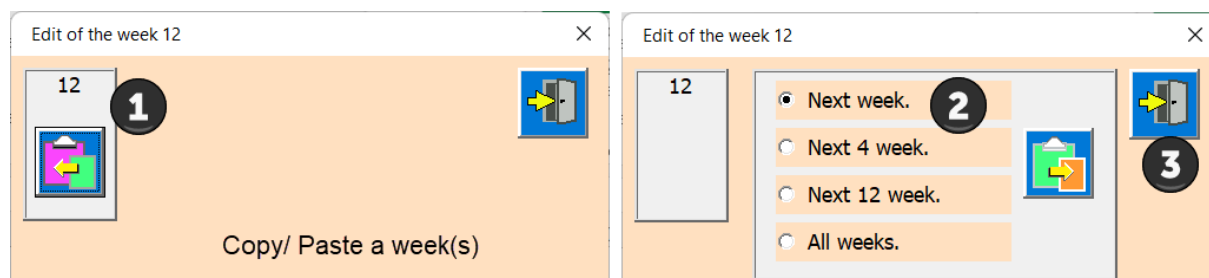 Edit of the week 12
12
1
Copy/ Paste a week(s)
Edit of the week 12
12
Next week.
2
Next 4 week.
Next 12 week.
All weeks.
3